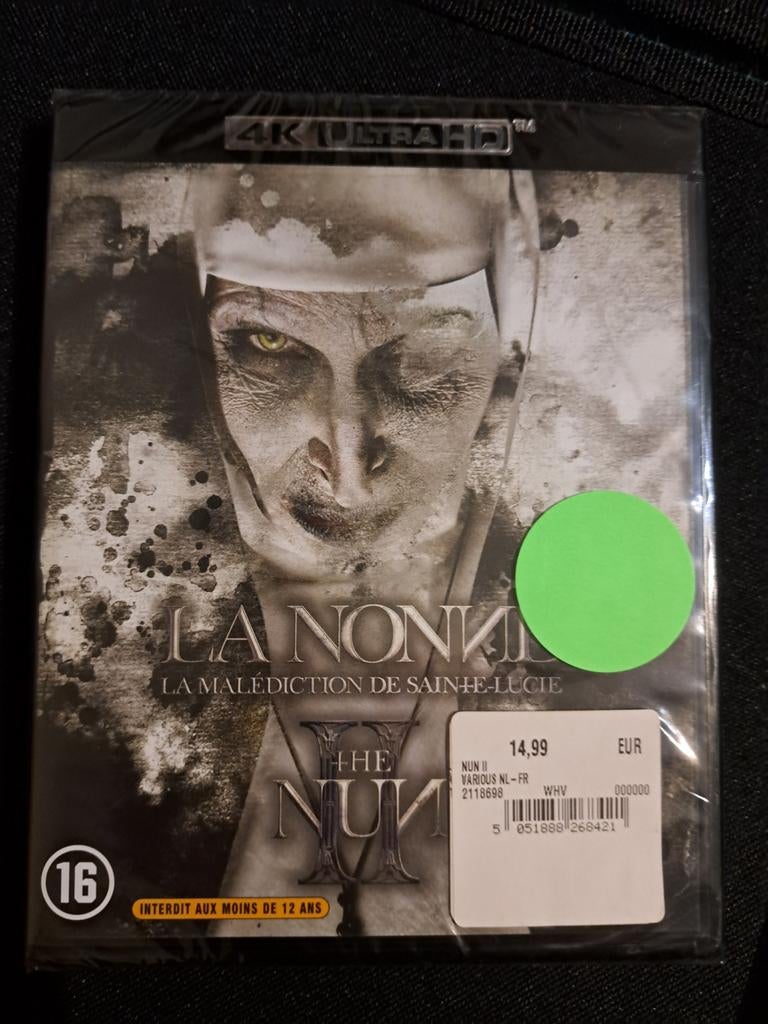 4K ULTRA HD™
LA NONNE
LA MALÉDICTION DE SAINTE-LUCIE
II
THE
NUN
14,99 EUR
NUN II
VARIOUS NL-FR
2118698 WHV 000000
5 051888 268421
16
INTERDIT AUX MOINS DE 12 ANS